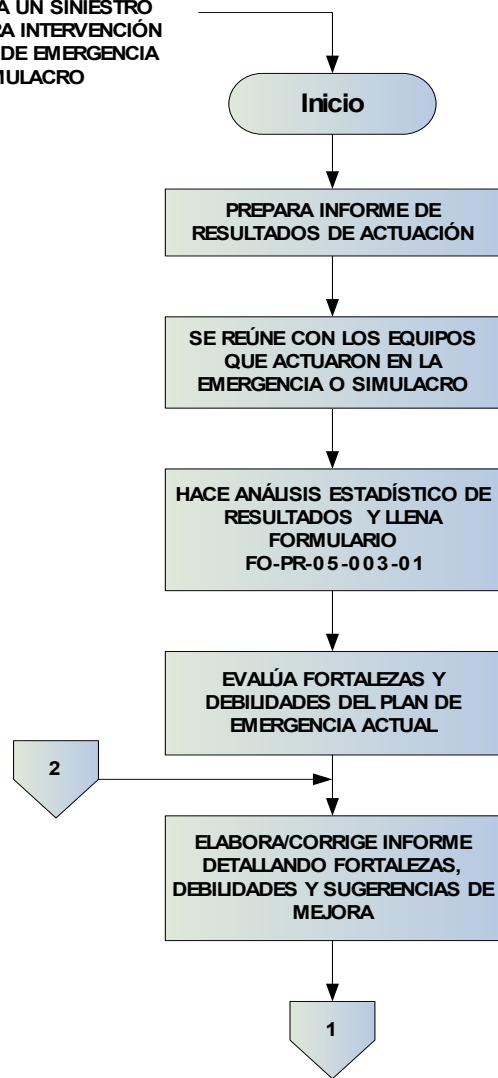 UN SINIESTRO
INTERVENCIÓN
DE EMERGENCIA
Inicio
PREPARA INFORME DE
RESULTADOS DE ACTUACIÓN
SE REÚNE CON LOS EQUIPOS
QUE ACTUARON EN LA
EMERGENCIA O SIMULACRO
HACE ANÁLISIS ESTADÍSTICO DE
RESULTADOS Y LLENA
FORMULARIO
FO-PR-05-003-01
EVALÚA FORTALEZAS Y
DEBILIDADES DEL PLAN DE
EMERGENCIA ACTUAL
2
ELABORA/CORRIGE INFORME
DETALLANDO FORTALEZAS,
DEBILIDADES Y SUGERENCIAS DE
MEJORA
1